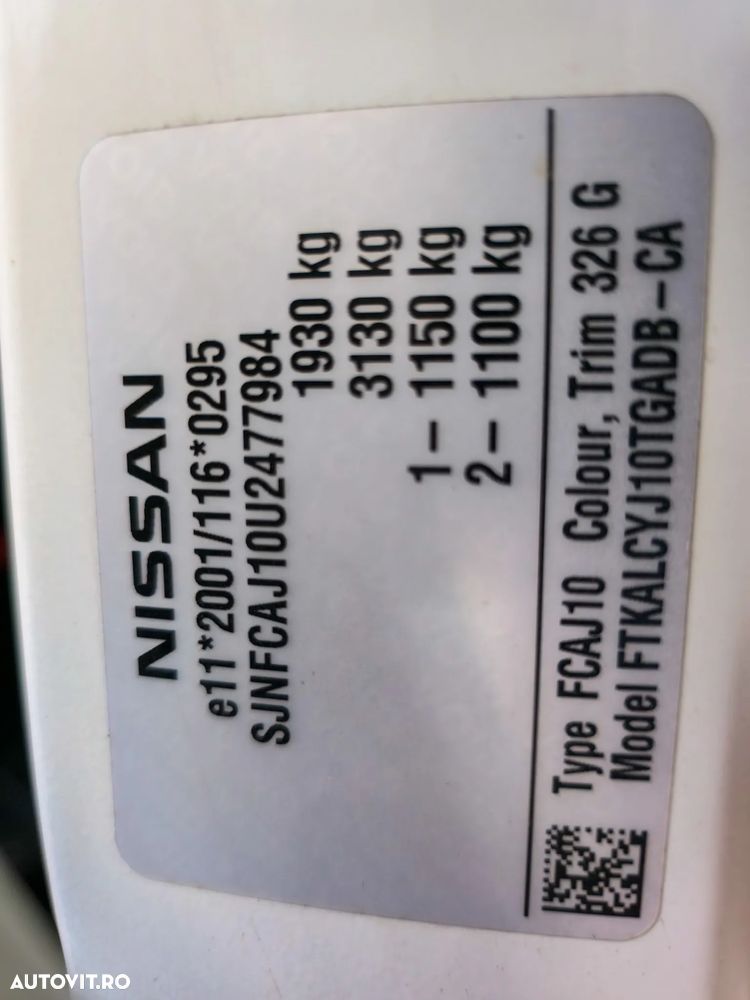 NISSAN
e11*2001/116*0295
SJNFCAJ10U2477984
1930 kg
3130 kg
1- 1150 kg
2- 1100 kg
Type FCAJ10 Colour, Trim 326 G
Model FTKALCYJ10TGADB-CA
AUTOVIT.RO